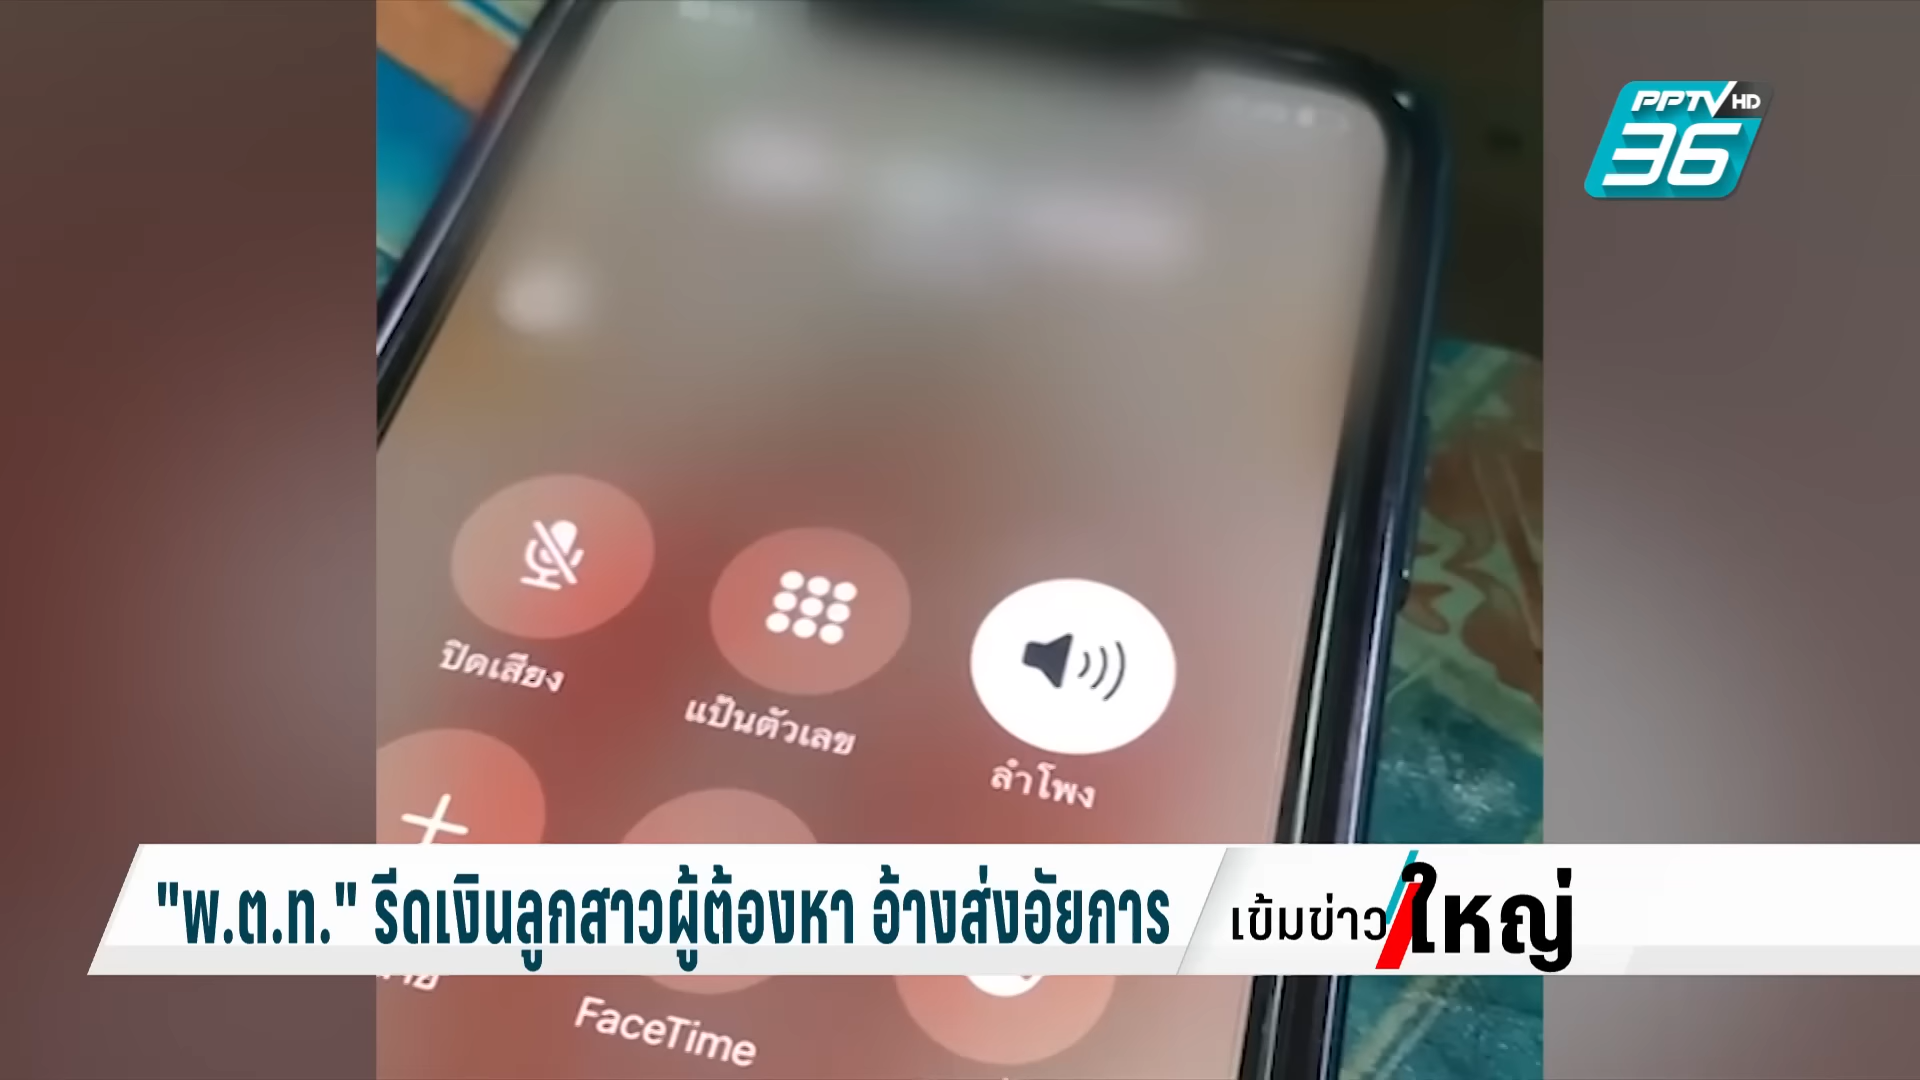 PPTV HD
36
ปิดเสียง
แป้นตัวเลข
ลำโพง
"พ.ต.ท." รีดเงินลูกสาวผู้ต้องหา อ้างส่งอัยการ
เข้มข่าวใหญ่
FaceTime